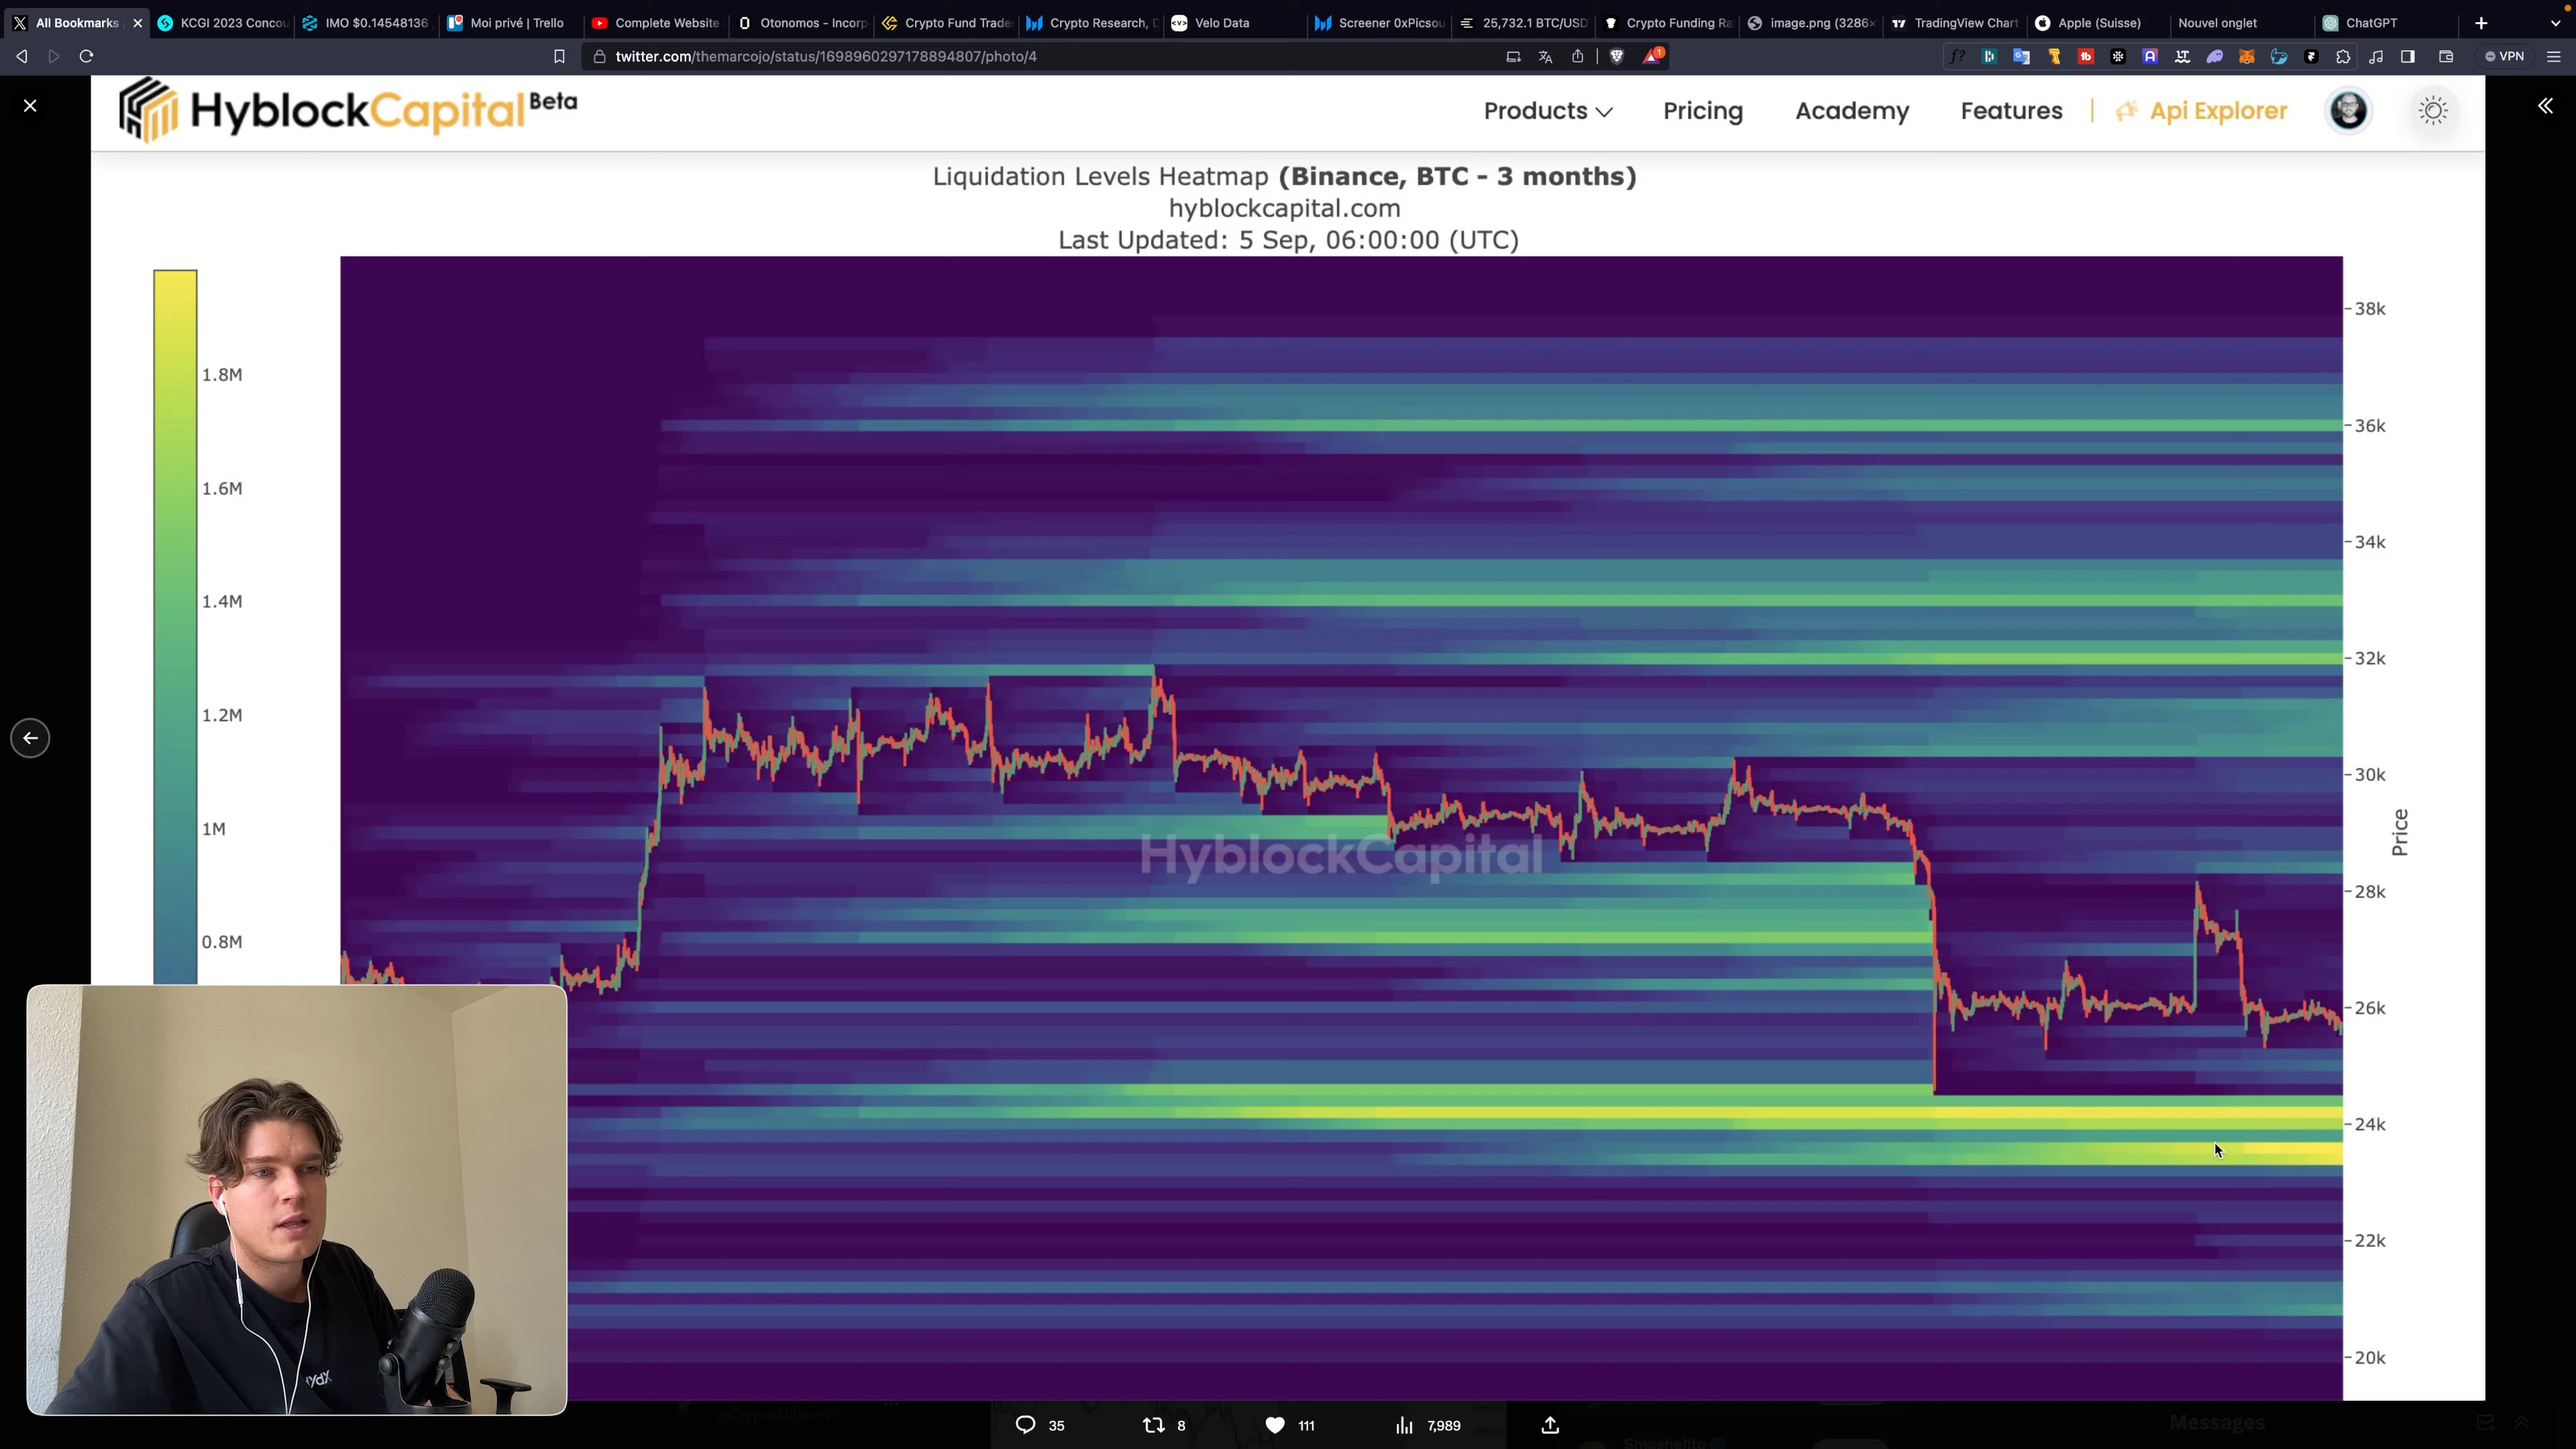 All Bookmarks
KCGI 2023 Concou
IMO $0.14548136
Moi privé | Trello
Complete Website
Otonomos - Incorp
Crypto Fund Trade
Crypto Research, D
Velo Data
Screener 0xPicsou
25,732.1 BTC/USD
Crypto Funding Ra
image.png (3286×
TradingView Chart
Apple (Suisse)
Nouvel onglet
ChatGPT
twitter.com/themarcojo/status/1698960297178894807/photo/4
VPN
HyblockCapital Beta
Products
Pricing
Academy
Features
Api Explorer
Liquidation Levels Heatmap (Binance, BTC - 3 months)
hyblockcapital.com
Last Updated: 5 Sep, 06:00:00 (UTC)
1.8M
1.6M
1.4M
1.2M
1M
0.8M
38k
36k
34k
32k
30k
28k
26k
24k
22k
20k
Price
HyblockCapital
35
8
111
7,989
Messages